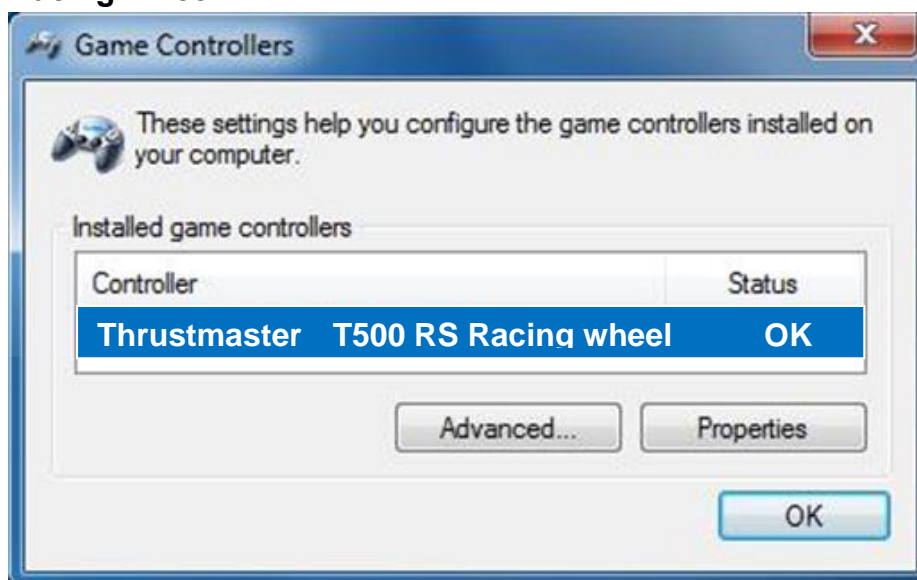 Game Controllers
These settings help you configure the game controllers installed on
your computer.
Installed game controllers
Controller Status
Thrustmaster T500 RS Racing wheel OK
Advanced... Properties
OK